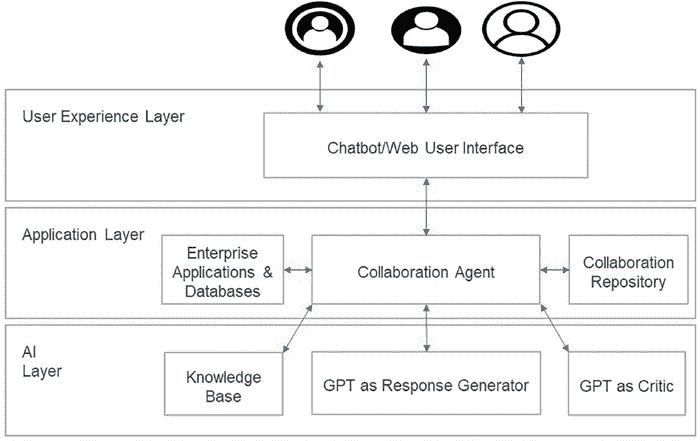 User Experience Layer
Chatbot/Web User Interface
Application Layer
Enterprise
Applications &
Databases
Collaboration Agent
Collaboration
Repository
AI
Layer
Knowledge
Base
GPT as Response Generator
GPT as Critic